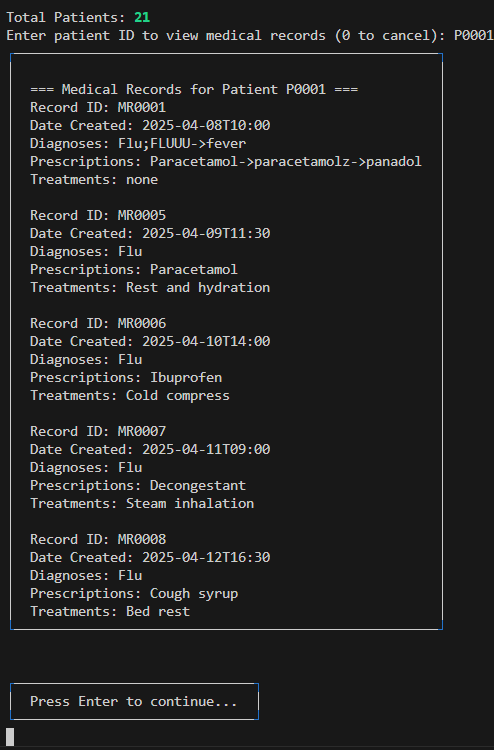 Total Patients: 21
Enter patient ID to view medical records (0 to cancel): P0001
=== Medical Records for Patient P0001 ===
Record ID: MR0001
Date Created: 2025-04-08T10:00
Diagnoses: Flu;FLUUU->fever
Prescriptions: Paracetamol->paracetamolz->panadol
Treatments: none
Record ID: MR0005
Date Created: 2025-04-09T11:30
Diagnoses: Flu
Prescriptions: Paracetamol
Treatments: Rest and hydration
Record ID: MR0006
Date Created: 2025-04-10T14:00
Diagnoses: Flu
Prescriptions: Ibuprofen
Treatments: Cold compress
Record ID: MR0007
Date Created: 2025-04-11T09:00
Diagnoses: Flu
Prescriptions: Decongestant
Treatments: Steam inhalation
Record ID: MR0008
Date Created: 2025-04-12T16:30
Diagnoses: Flu
Prescriptions: Cough syrup
Treatments: Bed rest
Press Enter to continue...